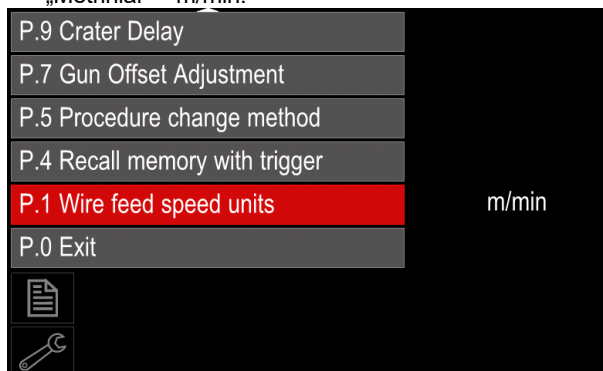 m/min.
P.9 Crater Delay
P.7 Gun Offset Adjustment
P.5 Procedure change method
P.4 Recall memory with trigger
P.1 Wire feed speed units m/min
P.0 Exit